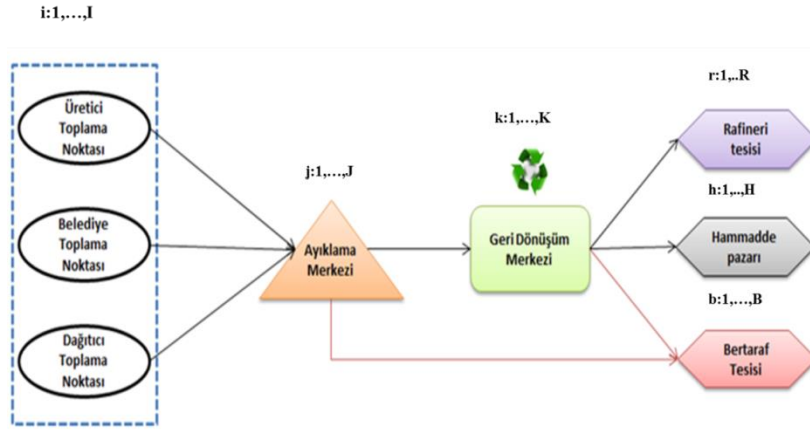 i:1,…,I
Üretici
Toplama
Noktası
Belediye
Toplama
Noktası
Dağıtıcı
Toplama
Noktası
j:1,…,J
Ayıklama
Merkezi
k:1,…,K
Geri Dönüşüm
Merkezi
r:1,..R
Rafineri
tesisi
h:1,..,H
Hammadde
pazarı
b:1,…,B
Bertaraf
Tesisi